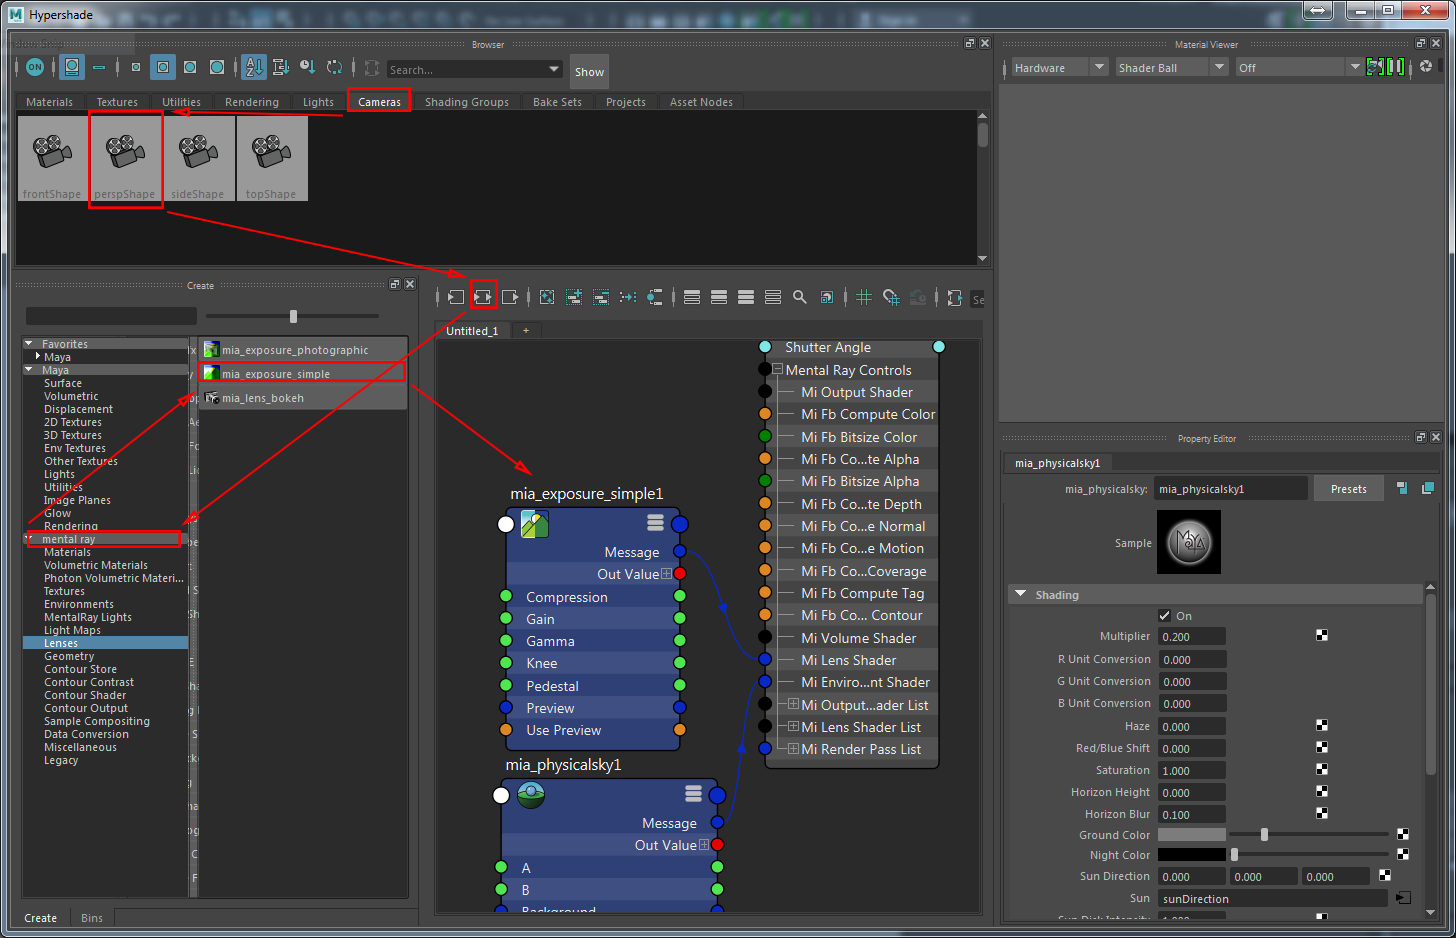 Hypershade
Browser
ON
Search...
Show
Materials
Textures
Utilities
Rendering
Lights
Cameras
Shading Groups
Bake Sets
Projects
Asset Nodes
frontShape
perspShape
sideShape
topShape
Material Viewer
Hardware
Shader Ball
Off
Create
Favorites
Maya
Maya
Surface
Volumetric
Displacement
2D Textures
3D Textures
Env Textures
Other Textures
Lights
Utilities
Image Planes
Glow
Rendering
mental ray
Materials
Volumetric Materials
Photon Volumetric Materi...
Textures
Environments
MentalRay Lights
Light Maps
Lenses
Geometry
Contour Store
Contour Contrast
Contour Shader
Contour Output
Sample Compositing
Data Conversion
Miscellaneous
Legacy
mia_exposure_photographic
mia_exposure_simple
mia_lens_bokeh
Create
Bins
Se
Untitled_1
+
mia_exposure_simple1
Message
Out Value
Compression
Gain
Gamma
Knee
Pedestal
Preview
Use Preview
mia_physicalsky1
Message
Out Value
A
B
Background
Shutter Angle
Mental Ray Controls
Mi Output Shader
Mi Fb Compute Color
Mi Fb Bitsize Color
Mi Fb Co...te Alpha
Mi Fb Bitsize Alpha
Mi Fb Co...te Depth
Mi Fb Co...e Normal
Mi Fb Co...e Motion
Mi Fb Co...Coverage
Mi Fb Compute Tag
Mi Fb Co... Contour
Mi Volume Shader
Mi Lens Shader
Mi Enviro...nt Shader
Mi Output...ader List
Mi Lens Shader List
Mi Render Pass List
Property Editor
mia_physicalsky1
mia_physicalsky: mia_physicalsky1
Presets
Sample
MAYA
Shading
On
Multiplier 0.200
R Unit Conversion 0.000
G Unit Conversion 0.000
B Unit Conversion 0.000
Haze 0.000
Red/Blue Shift 0.000
Saturation 1.000
Horizon Height 0.000
Horizon Blur 0.100
Ground Color
Night Color
Sun Direction 0.000 0.000 0.000
Sun sunDirection
Sun Disk Intensity 1.000